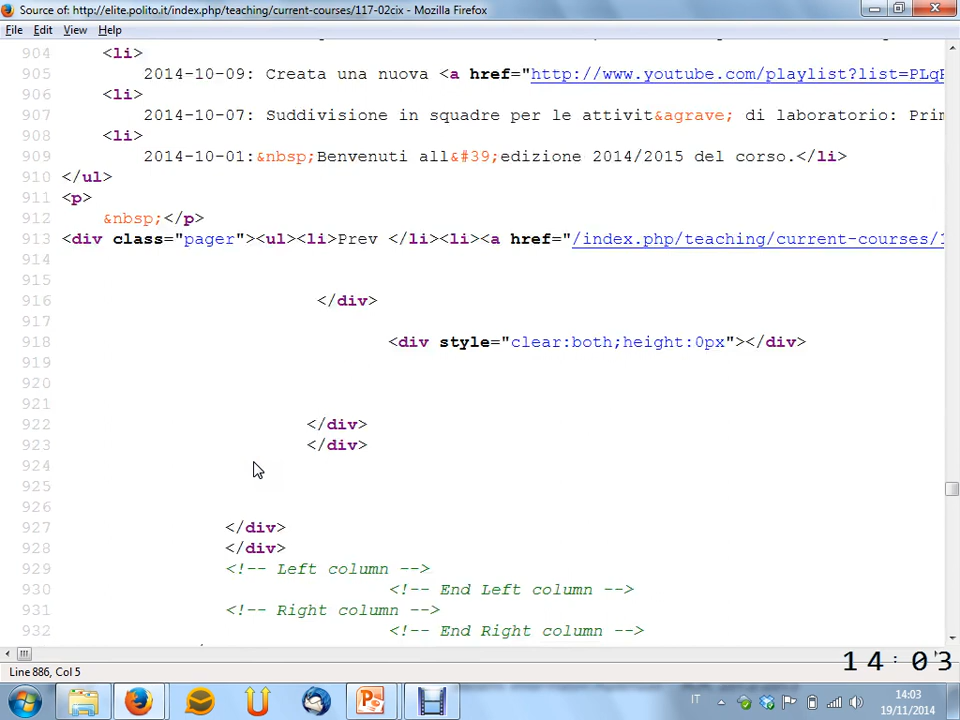 Source of: http://elite.polito.it/index.php/teaching/current-courses/117-02cix - Mozilla Firefox
File Edit View Help
904 <li>
905 2014-10-09: Creata una nuova <a href="http://www.youtube.com/playlist?list=PLqR
906 <li>
907 2014-10-07: Suddivisione in squadre per le attivit&agrave; di laboratorio: Prim
908 <li>
909 2014-10-01:&nbsp;Benvenuti all&#39;edizione 2014/2015 del corso.</li>
910 </ul>
911 <p>
912 &nbsp;</p>
913 <div class="pager"><ul><li>Prev </li><li><a href="/index.php/teaching/current-courses/1
914
915
916 </div>
917
918 <div style="clear:both;height:0px"></div>
919
920
921
922 </div>
923 </div>
924
925
926
927 </div>
928 </div>
929 <!-- Left column -->
930 <!-- End Left column -->
931 <!-- Right column -->
932 <!-- End Right column -->
Line 886, Col 5
14:03
IT
14:03
19/11/2014